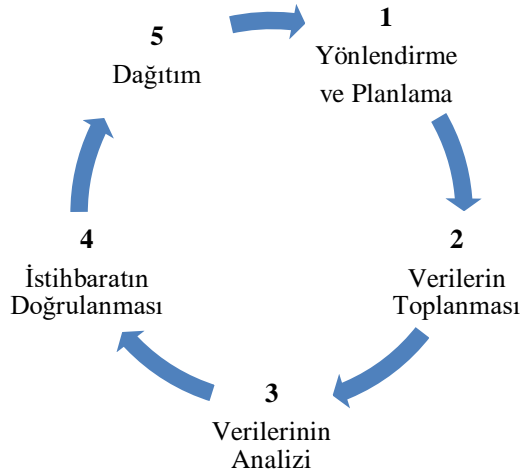 1
Yönlendirme
ve Planlama
2
Verilerin
Toplanması
3
Verilerinin
Analizi
4
İstihbaratın
Doğrulanması
5
Dağıtım